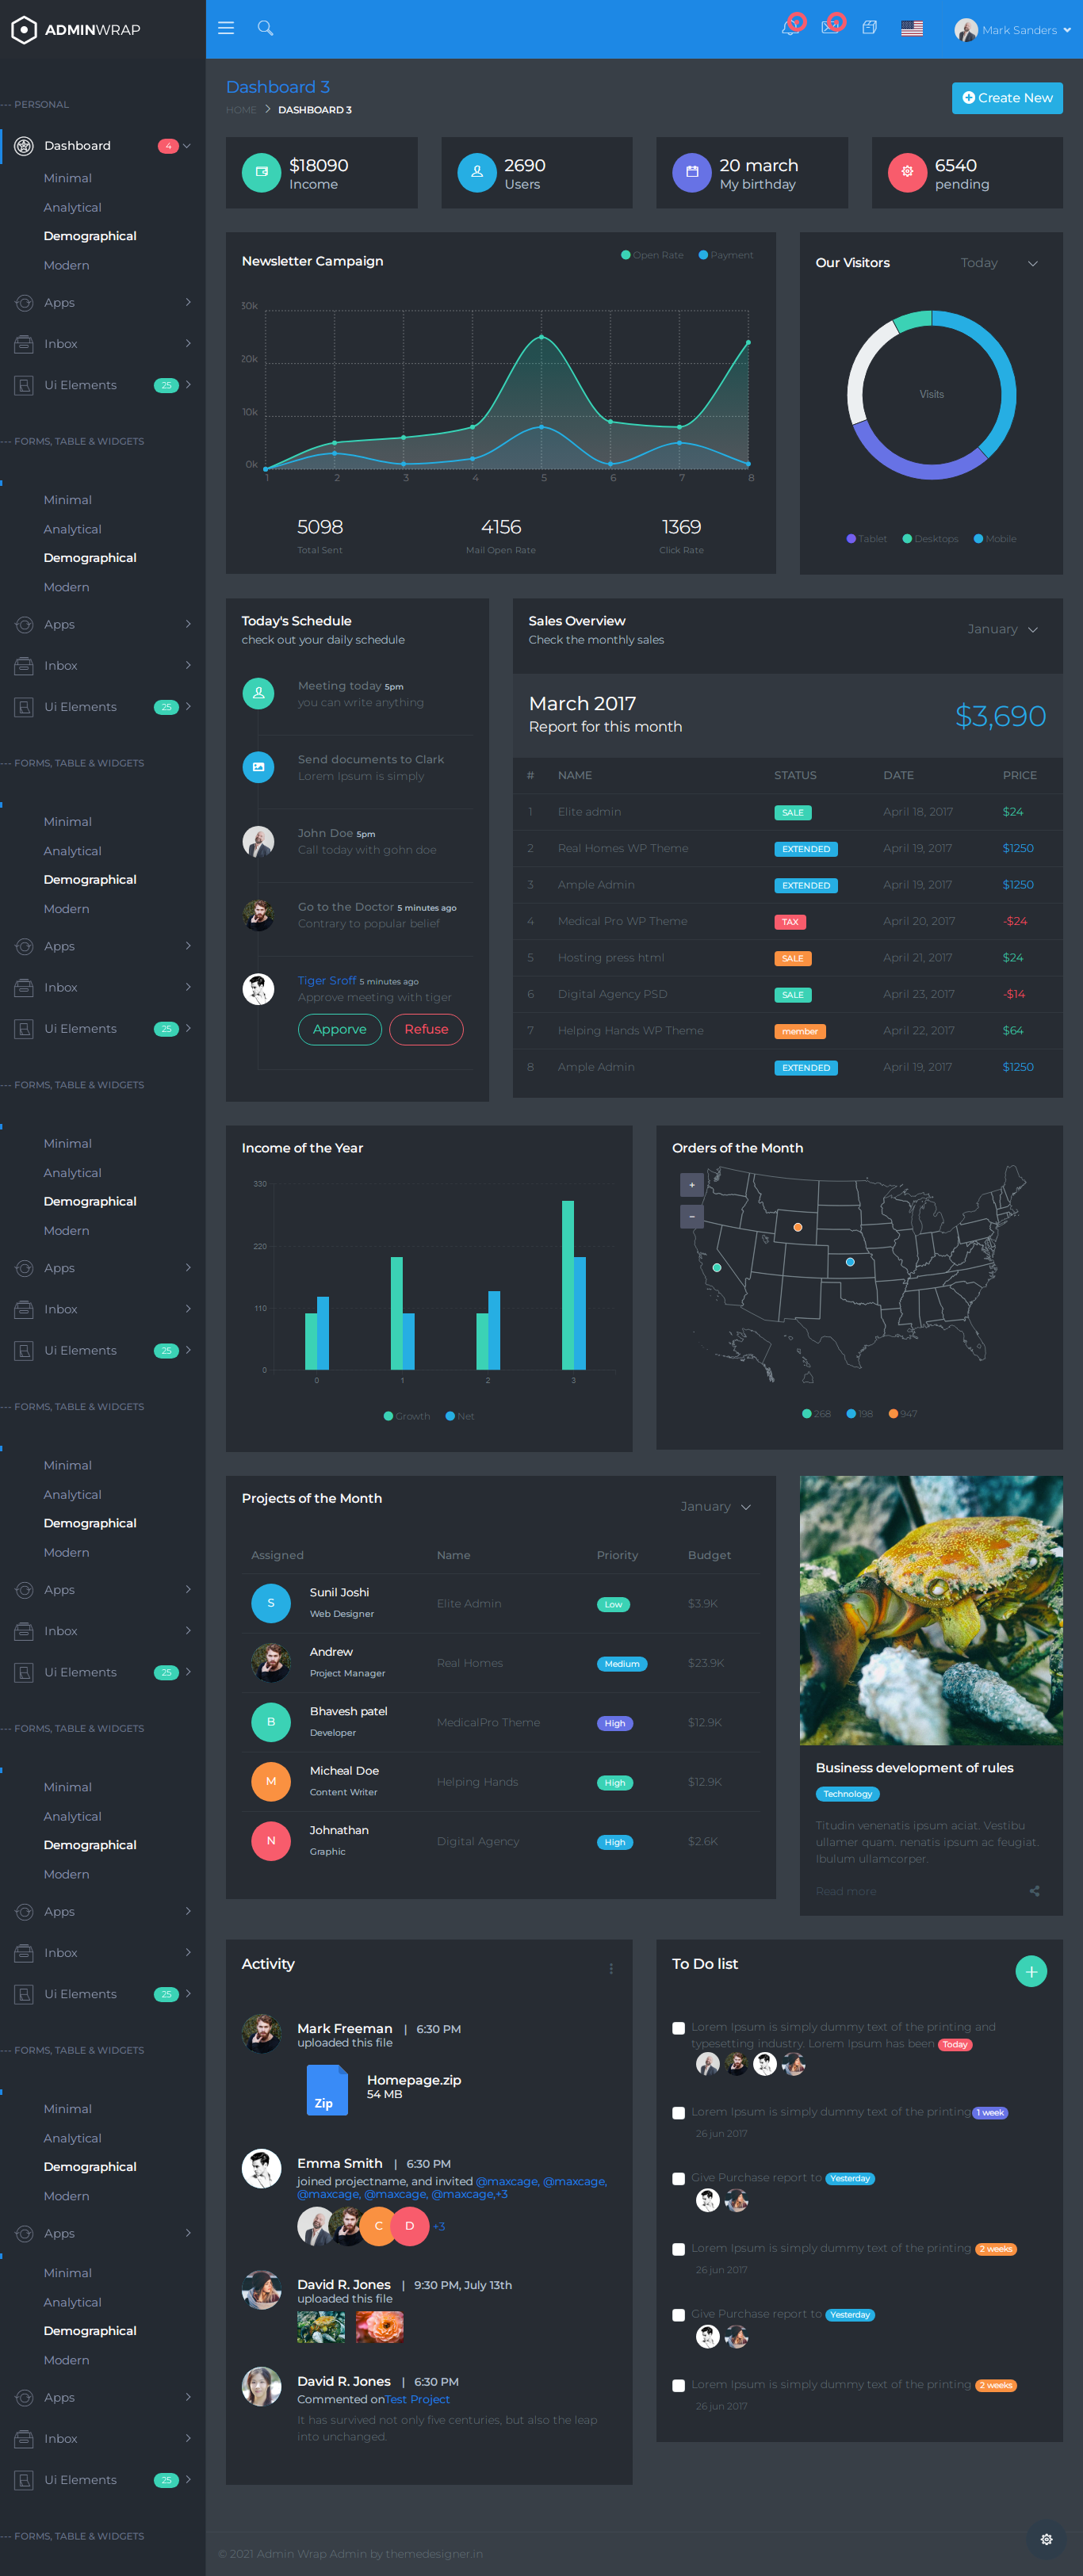 ADMINWRAP
Mark Sanders
--- PERSONAL
Dashboard 4
Minimal
Analytical
Demographical
Modern
Apps
Inbox
Ui Elements 25
--- FORMS, TABLE & WIDGETS
Minimal
Analytical
Demographical
Modern
Apps
Inbox
Ui Elements 25
--- FORMS, TABLE & WIDGETS
Minimal
Analytical
Demographical
Modern
Apps
Inbox
Ui Elements 25
--- FORMS, TABLE & WIDGETS
Minimal
Analytical
Demographical
Modern
Apps
Inbox
Ui Elements 25
--- FORMS, TABLE & WIDGETS
Minimal
Analytical
Demographical
Modern
Apps
Inbox
Ui Elements 25
--- FORMS, TABLE & WIDGETS
Minimal
Analytical
Demographical
Modern
Apps
Inbox
Ui Elements 25
--- FORMS, TABLE & WIDGETS
Minimal
Analytical
Demographical
Modern
Apps
Minimal
Analytical
Demographical
Modern
Apps
Inbox
Ui Elements 25
--- FORMS, TABLE & WIDGETS
Dashboard 3
HOME > DASHBOARD 3
Create New
$18090
Income
2690
Users
20 march
My birthday
6540
pending
Newsletter Campaign
Open Rate Payment
30k
20k
10k
0k
1 2 3 4 5 6 7 8
5098 4156 1369
Total Sent Mail Open Rate Click Rate
Our Visitors Today
Visits
Tablet Desktops Mobile
Today's Schedule
check out your daily schedule
Meeting today 5pm
you can write anything
Send documents to Clark
Lorem Ipsum is simply
John Doe 5pm
Call today with gohn doe
Go to the Doctor 5 minutes ago
Contrary to popular belief
Tiger Sroff 5 minutes ago
Approve meeting with tiger
Apporve Refuse
Sales Overview
Check the monthly sales
January
March 2017
Report for this month
$3,690
# NAME STATUS DATE PRICE
1 Elite admin SALE April 18, 2017 $24
2 Real Homes WP Theme EXTENDED April 19, 2017 $1250
3 Ample Admin EXTENDED April 19, 2017 $1250
4 Medical Pro WP Theme TAX April 20, 2017 -$24
5 Hosting press html SALE April 21, 2017 $24
6 Digital Agency PSD SALE April 23, 2017 -$14
7 Helping Hands WP Theme member April 22, 2017 $64
8 Ample Admin EXTENDED April 19, 2017 $1250
Income of the Year
330
220
110
0
0 1 2 3
Growth Net
Orders of the Month
+
−
268 198 947
Projects of the Month
January
Assigned Name Priority Budget
S Sunil Joshi
Web Designer
Elite Admin Low $3.9K
Andrew
Project Manager
Real Homes Medium $23.9K
B Bhavesh patel
Developer
MedicalPro Theme High $12.9K
M Micheal Doe
Content Writer
Helping Hands High $12.9K
N Johnathan
Graphic
Digital Agency High $2.6K
Business development of rules
Technology
Titudin venenatis ipsum aciat. Vestibu
ullamer quam. nenatis ipsum ac feugiat.
Ibulum ullamcorper.
Read more
Activity
Mark Freeman | 6:30 PM
uploaded this file
Zip
Homepage.zip
54 MB
Emma Smith | 6:30 PM
joined projectname, and invited @maxcage, @maxcage,
@maxcage, @maxcage, @maxcage,+3
C D +3
David R. Jones | 9:30 PM, July 13th
uploaded this file
David R. Jones | 6:30 PM
Commented onTest Project
It has survived not only five centuries, but also the leap
into unchanged.
To Do list
+
Lorem Ipsum is simply dummy text of the printing and
typesetting industry. Lorem Ipsum has been Today
Lorem Ipsum is simply dummy text of the printing 1 week
26 jun 2017
Give Purchase report to Yesterday
Lorem Ipsum is simply dummy text of the printing 2 weeks
26 jun 2017
Give Purchase report to Yesterday
Lorem Ipsum is simply dummy text of the printing 2 weeks
26 jun 2017
© 2021 Admin Wrap Admin by themedesigner.in